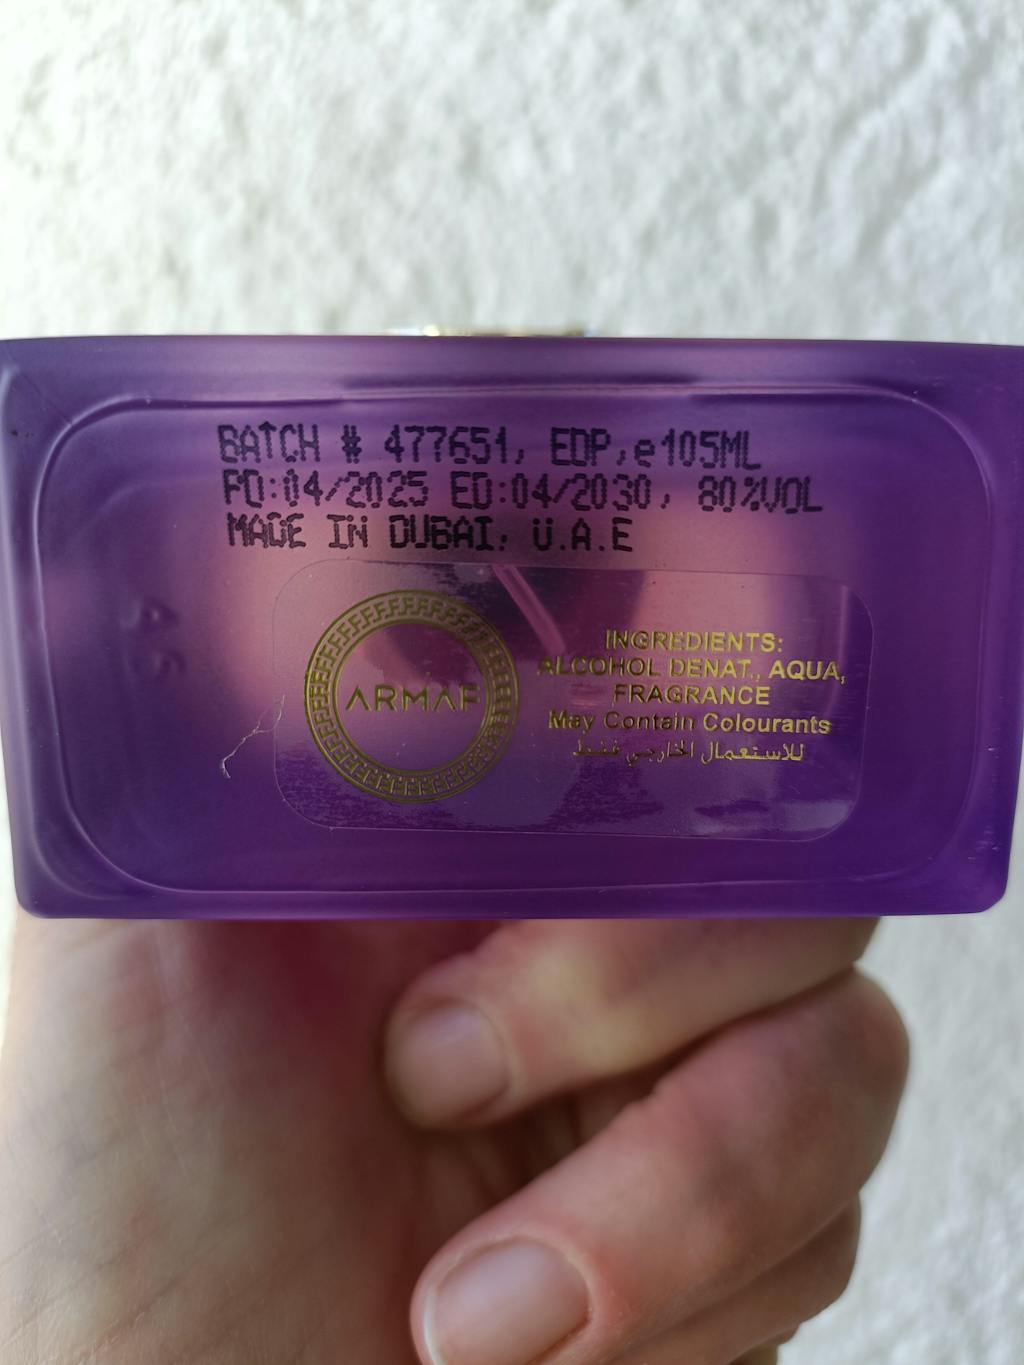 BATCH # 477651, EDP, e105ML
PD:04/2025 ED:04/2030, 80%VOL
MADE IN DUBAI, U.A.E
ARMAF
INGREDIENTS:
ALCOHOL DENAT., AQUA,
FRAGRANCE
May Contain Colourants
للاستعمال الخارجي فقط